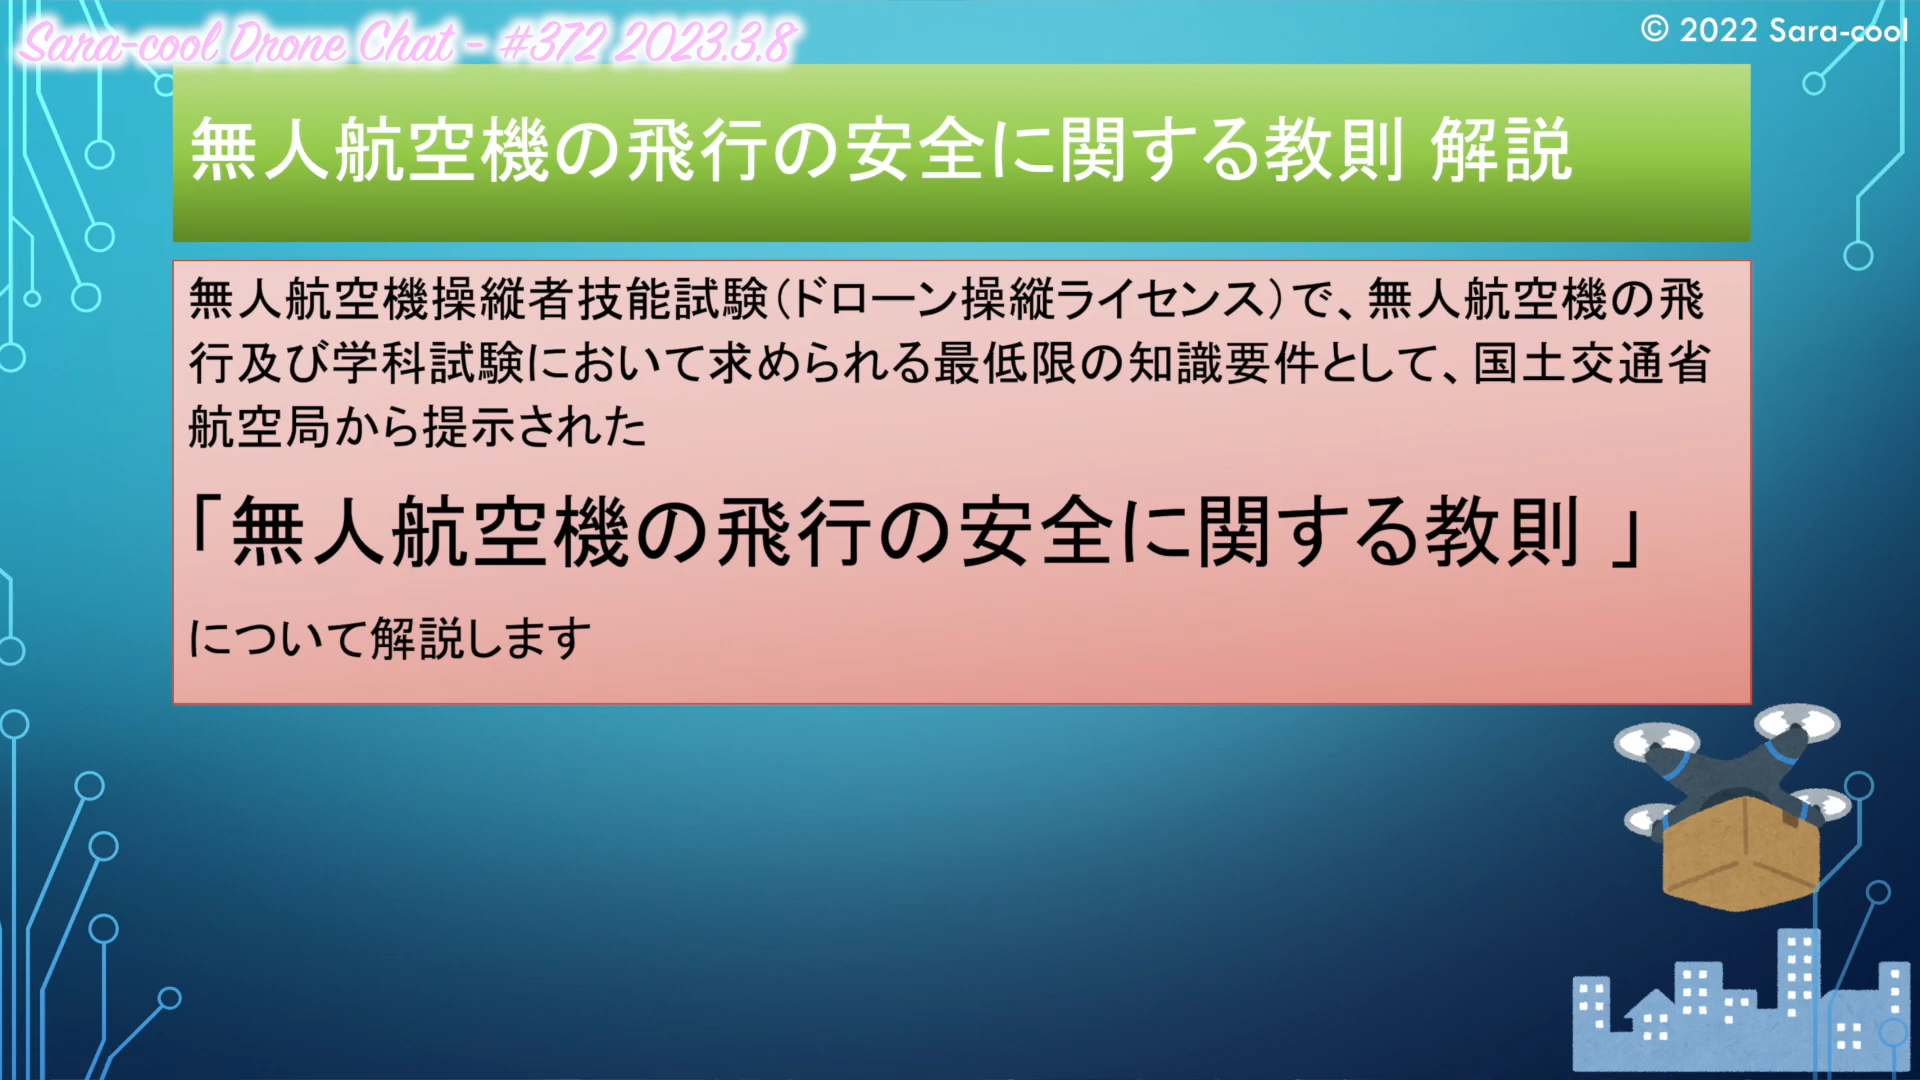 Sara-cool Drone Chat - #372 2023.3.8
© 2022 Sara-cool
無人航空機の飛行の安全に関する教則 解説
無人航空機操縦者技能試験（ドローン操縦ライセンス）で、無人航空機の飛
行及び学科試験において求められる最低限の知識要件として、国土交通省
航空局から提示された
「無人航空機の飛行の安全に関する教則 」
について解説します